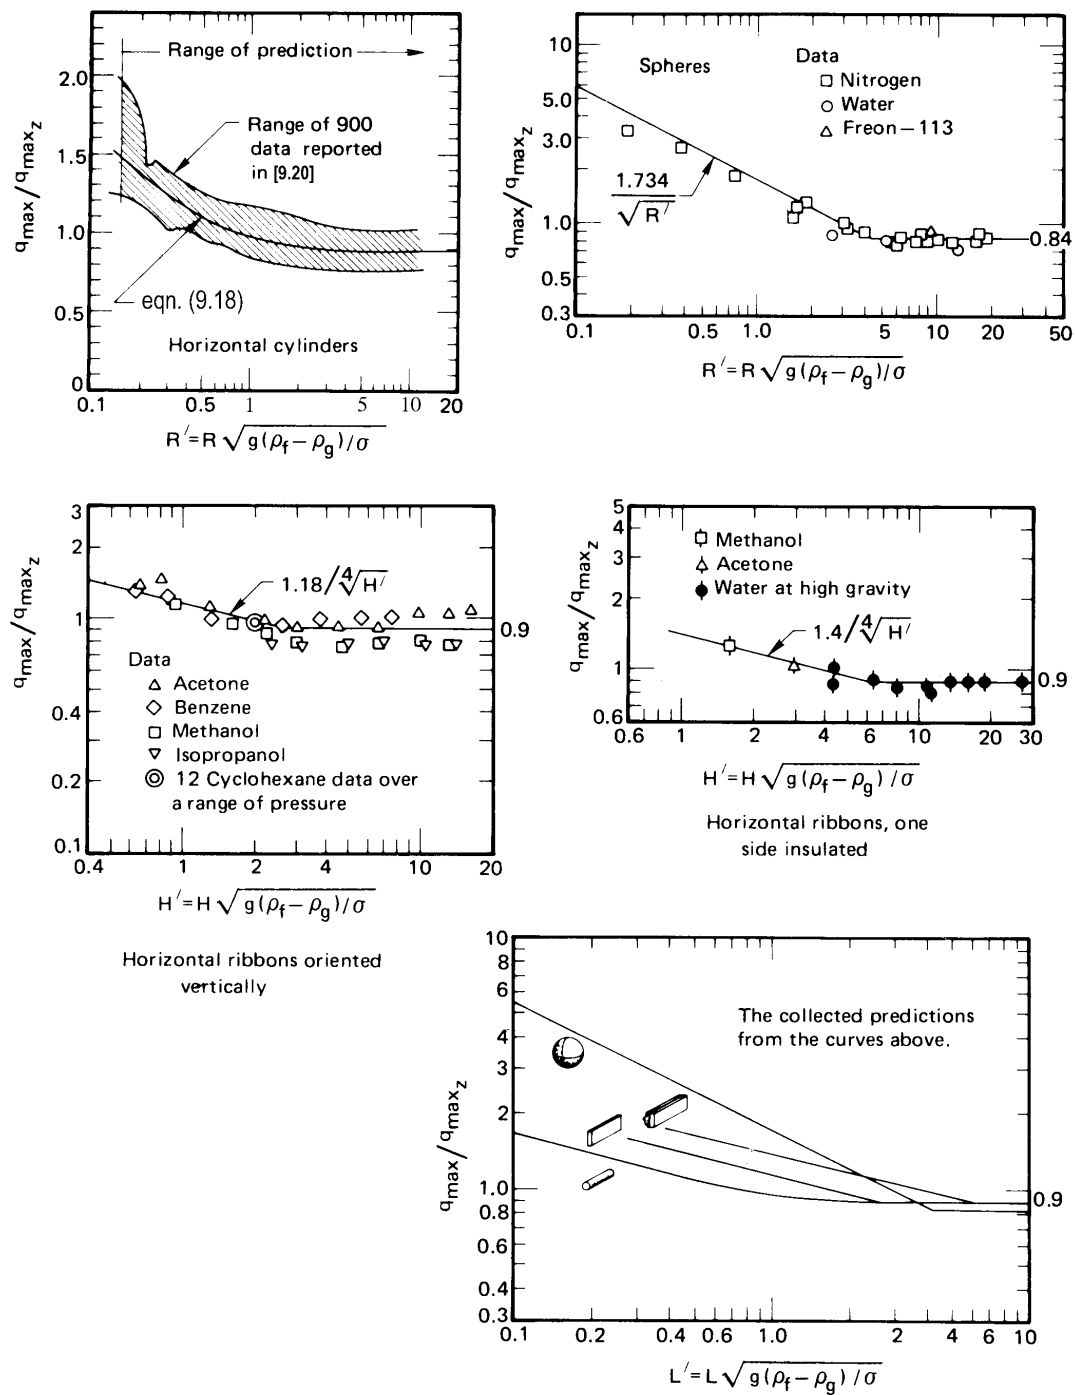 Range of prediction
Range of 900
data reported
in [9.20]
eqn. (9.18)
Horizontal cylinders
q_max/q_max_z
2.0
1.5
1.0
0.5
0
0.1 0.5 1 5 10 20
R′=R√g(ρ_f−ρ_g)/σ
Spheres
Data
□ Nitrogen
○ Water
△ Freon−113
1.734
√R′
0.84
q_max/q_max_z
10
5.0
3.0
1.0
0.5
0.3
0.1 0.5 1.0 5 10 50
R′=R√g(ρ_f−ρ_g)/σ
q_max/q_max_z
3
2
1
0.4
0.2
0.1
1.18/∜H′
0.9
Data
△ Acetone
◇ Benzene
□ Methanol
▽ Isopropanol
◎ 12 Cyclohexane data over
a range of pressure
0.4 1 2 4 10 20
H′=H√g(ρ_f−ρ_g)/σ
Horizontal ribbons oriented
vertically
q_max/q_max_z
5
4
3
2
1
0.6
Methanol
Acetone
Water at high gravity
1.4/∜H′
0.9
0.6 1 2 4 6 10 20 30
H′=H√g(ρ_f−ρ_g)/σ
Horizontal ribbons, one
side insulated
q_max/q_max_z
10
8
6
4
3
2
1.0
0.8
0.6
0.4
0.3
The collected predictions
from the curves above.
0.9
0.1 0.2 0.4 0.6 1.0 2 4 6 10
L′=L√g(ρ_f−ρ_g)/σ